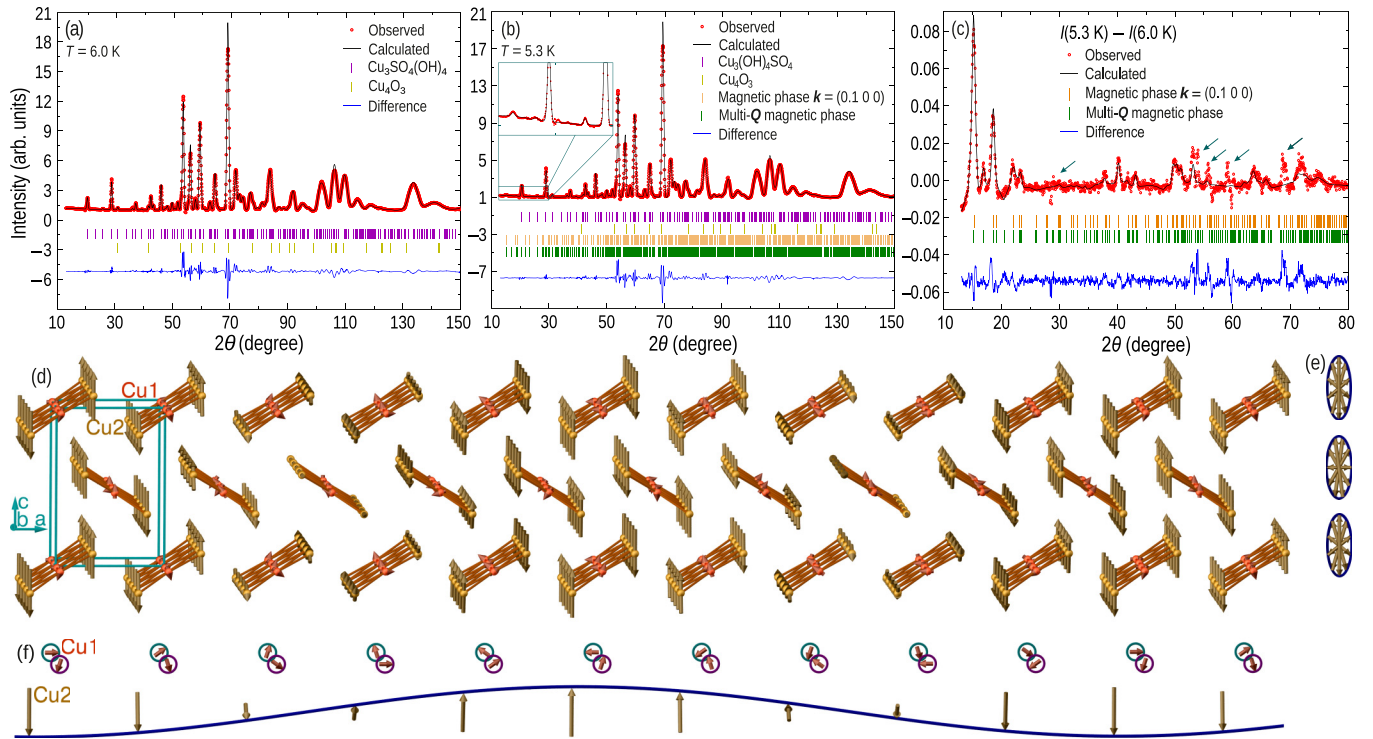 (a)
Observed
Calculated
Cu₃SO₄(OH)₄
Cu₄O₃
Difference
T = 6.0 K
Intensity (arb. units)
21
18
15
12
9
6
3
0
−3
−6
10 30 50 70 90 110 130 150
2θ (degree)
(b)
Observed
Calculated
Cu₃(OH)₄SO₄
Cu₄O₃
Magnetic phase k = (0.1 0 0)
Multi-Q magnetic phase
Difference
T = 5.3 K
21
17
13
9
5
1
−3
−7
10 30 50 70 90 110 130 150
2θ (degree)
(c)
I(5.3 K) − I(6.0 K)
Observed
Calculated
Magnetic phase k = (0.1 0 0)
Multi-Q magnetic phase
Difference
0.08
0.06
0.04
0.02
0.00
−0.02
−0.04
−0.06
10 20 30 40 50 60 70 80
2θ (degree)
(d)
Cu1
Cu2
c
b a
(e)
(f)
Cu1
Cu2